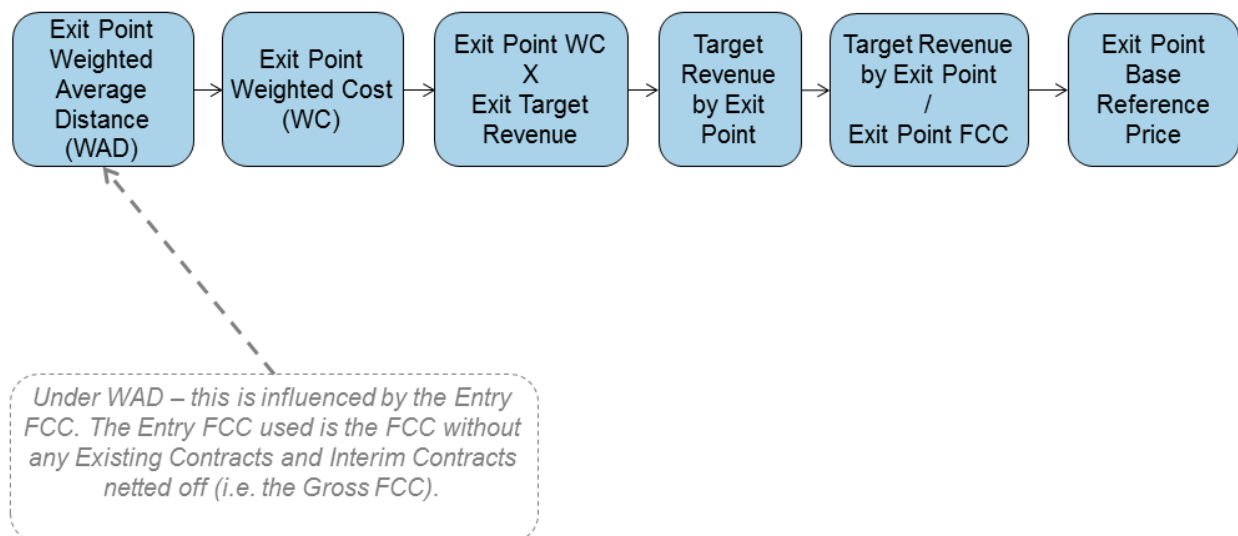 Exit Point
Weighted
Average
Distance
(WAD)
Exit Point
Weighted Cost
(WC)
Exit Point WC
X
Exit Target
Revenue
Target
Revenue
by Exit
Point
Target Revenue
by Exit Point
/
Exit Point FCC
Exit Point
Base
Reference
Price
Under WAD – this is influenced by the Entry
FCC. The Entry FCC used is the FCC without
any Existing Contracts and Interim Contracts
netted off (i.e. the Gross FCC).